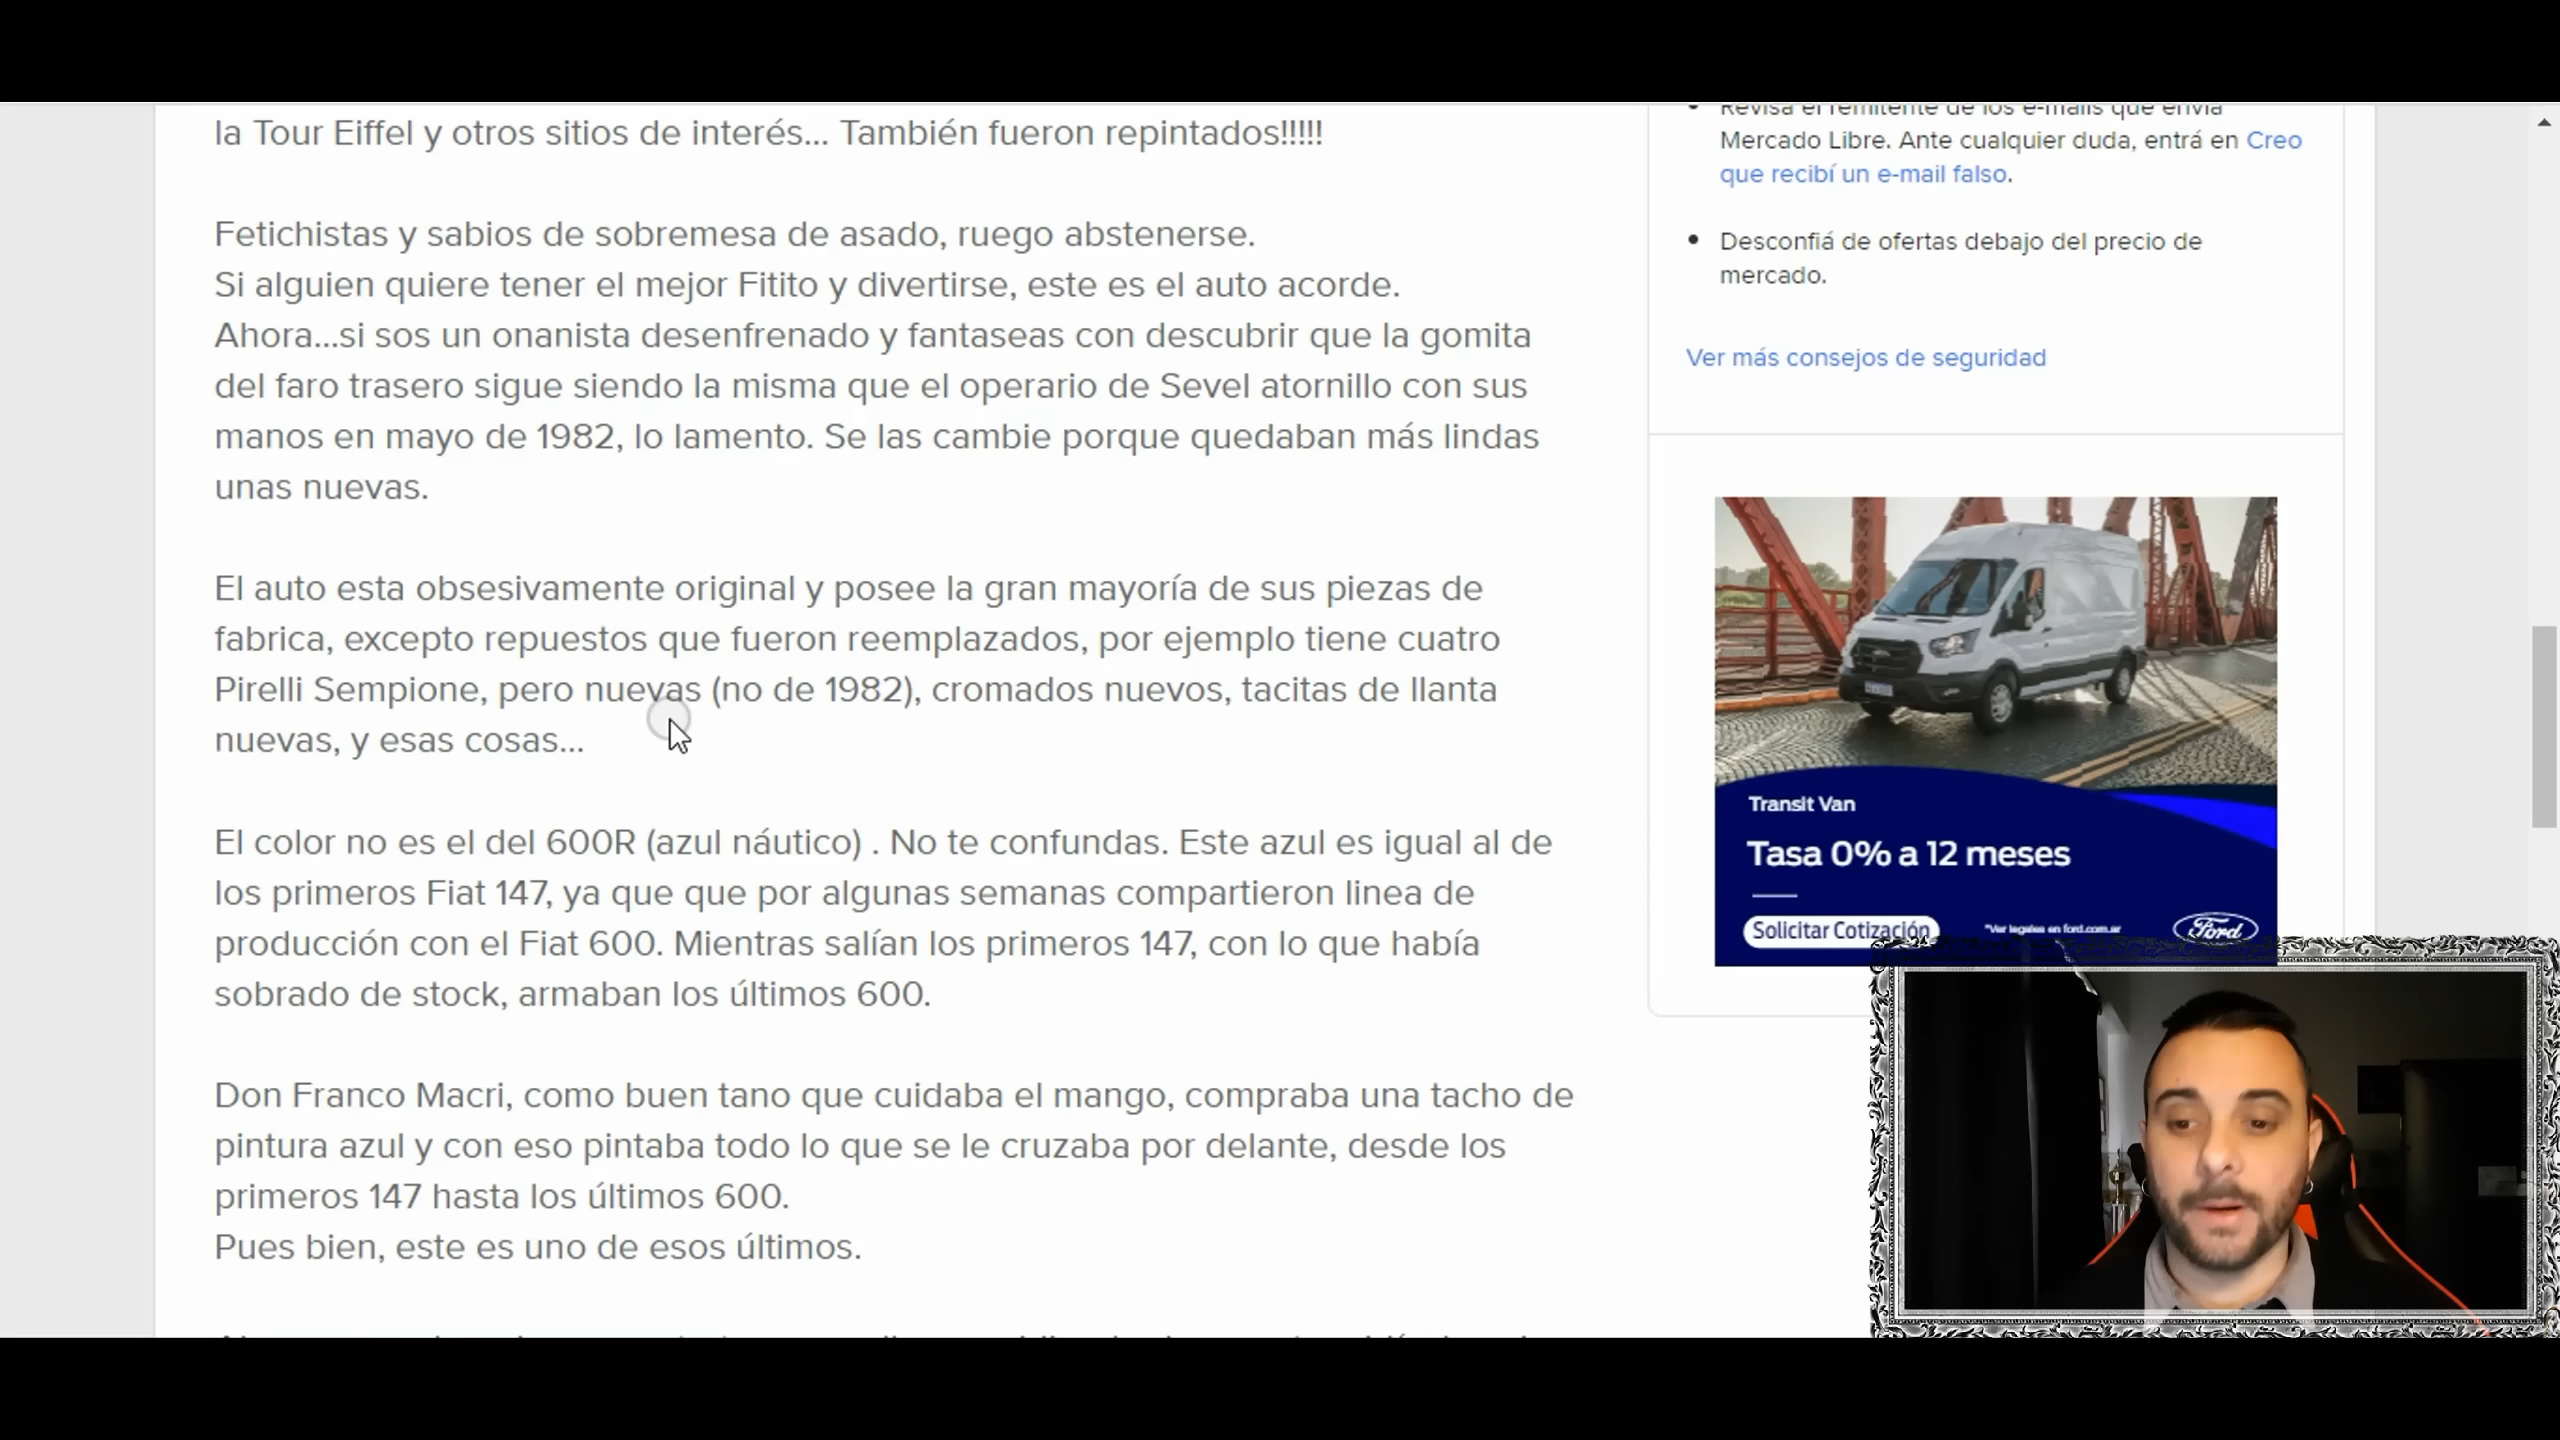 la Tour Eiffel y otros sitios de interés... También fueron repintados!!!!!
Fetichistas y sabios de sobremesa de asado, ruego abstenerse.
Si alguien quiere tener el mejor Fitito y divertirse, este es el auto acorde.
Ahora...si sos un onanista desenfrenado y fantaseas con descubrir que la gomita
del faro trasero sigue siendo la misma que el operario de Sevel atornillo con sus
manos en mayo de 1982, lo lamento. Se las cambie porque quedaban más lindas
unas nuevas.
El auto esta obsesivamente original y posee la gran mayoría de sus piezas de
fabrica, excepto repuestos que fueron reemplazados, por ejemplo tiene cuatro
Pirelli Sempione, pero nuevas (no de 1982), cromados nuevos, tacitas de llanta
nuevas, y esas cosas...
El color no es el del 600R (azul náutico) . No te confundas. Este azul es igual al de
los primeros Fiat 147, ya que que por algunas semanas compartieron linea de
producción con el Fiat 600. Mientras salían los primeros 147, con lo que había
sobrado de stock, armaban los últimos 600.
Don Franco Macri, como buen tano que cuidaba el mango, compraba una tacho de
pintura azul y con eso pintaba todo lo que se le cruzaba por delante, desde los
primeros 147 hasta los últimos 600.
Pues bien, este es uno de esos últimos.
Revisa el remitente de los e-mails que envía
Mercado Libre. Ante cualquier duda, entrá en Creo
que recibí un e-mail falso.
Desconfiá de ofertas debajo del precio de
mercado.
Ver más consejos de seguridad
Transit Van
Tasa 0% a 12 meses
Solicitar Cotización
*Ver legales en ford.com.ar
Ford